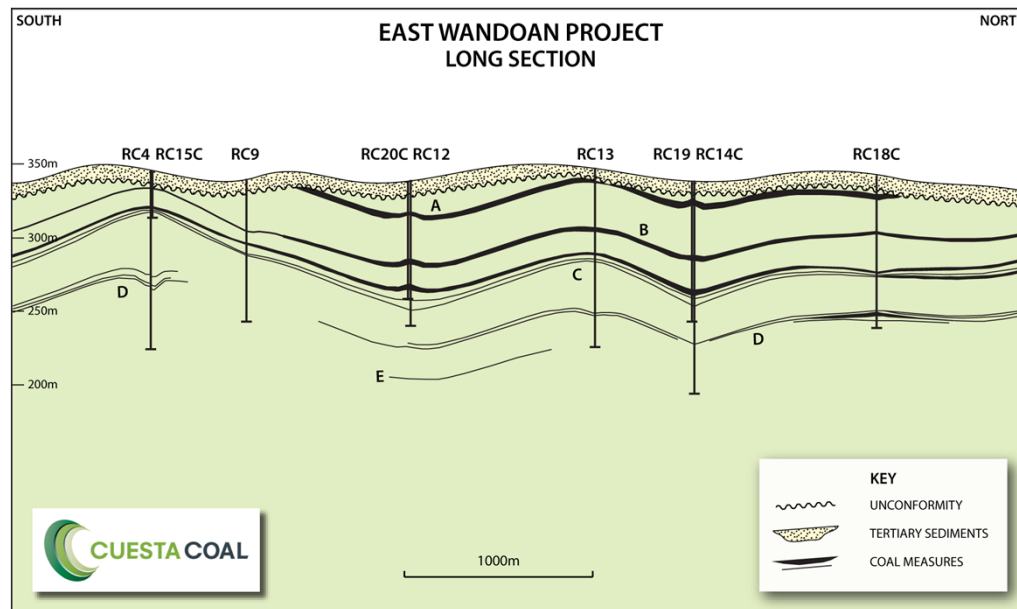 SOUTH
NORT
EAST WANDOAN PROJECT
LONG SECTION
350m
RC4 RC15C
RC9
RC20C RC12
RC13
RC19 RC14C
RC18C
A
B
300m
C
D
250m
D
E
200m
KEY
UNCONFORMITY
TERTIARY SEDIMENTS
COAL MEASURES
CUESTA COAL
1000m